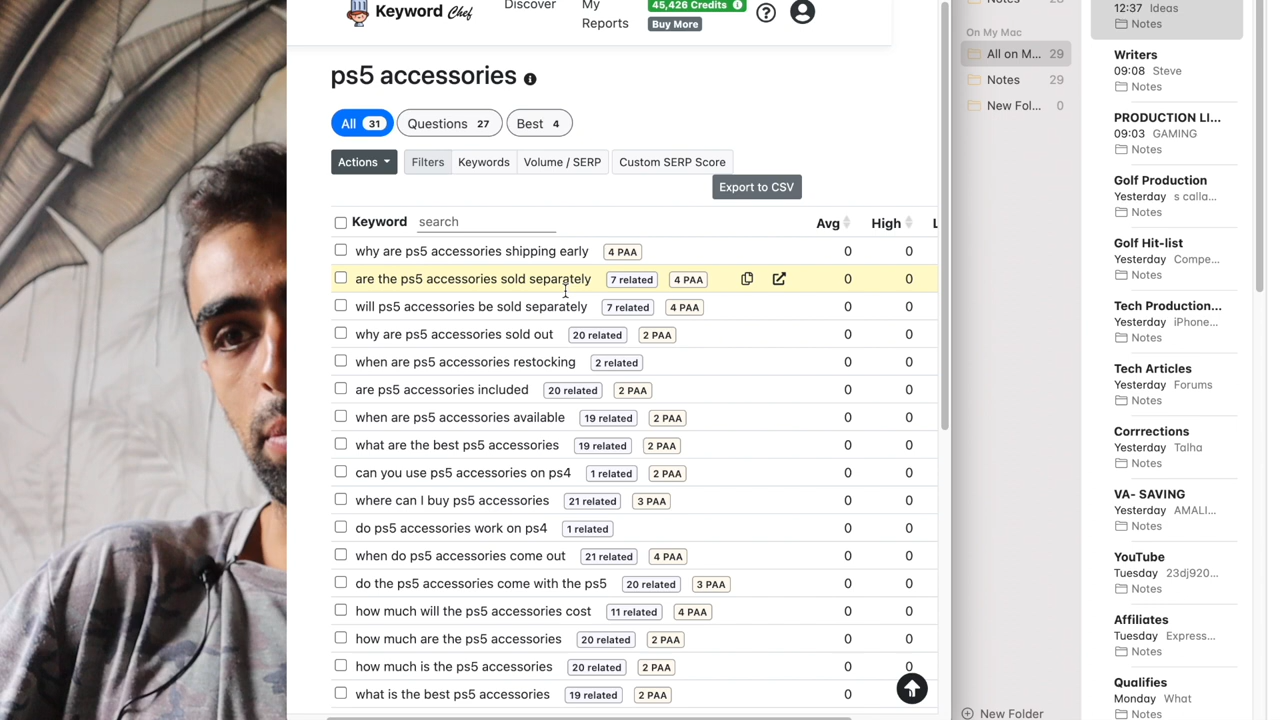 Keyword Chef
Discover
My
Reports
45,426 Credits
Buy More
ps5 accessories
All 31
Questions 27
Best 4
Actions
Filters
Keywords
Volume / SERP
Custom SERP Score
Export to CSV
Keyword search Avg High L
why are ps5 accessories shipping early 4 PAA 0 0
are the ps5 accessories sold separately 7 related 4 PAA 0 0
will ps5 accessories be sold separately 7 related 4 PAA 0 0
why are ps5 accessories sold out 20 related 2 PAA 0 0
when are ps5 accessories restocking 2 related 0 0
are ps5 accessories included 20 related 2 PAA 0 0
when are ps5 accessories available 19 related 2 PAA 0 0
what are the best ps5 accessories 19 related 2 PAA 0 0
can you use ps5 accessories on ps4 1 related 2 PAA 0 0
where can I buy ps5 accessories 21 related 3 PAA 0 0
do ps5 accessories work on ps4 1 related 0 0
when do ps5 accessories come out 21 related 4 PAA 0 0
do the ps5 accessories come with the ps5 20 related 3 PAA 0 0
how much will the ps5 accessories cost 11 related 4 PAA 0 0
how much are the ps5 accessories 20 related 2 PAA 0 0
how much is the ps5 accessories 20 related 2 PAA 0 0
what is the best ps5 accessories 19 related 2 PAA 0 0
On My Mac
All on M... 29
Notes 29
New Fol... 0
New Folder
12:37 Ideas
Notes
Writers
09:08 Steve
Notes
PRODUCTION LI...
09:03 GAMING
Notes
Golf Production
Yesterday s calla...
Notes
Golf Hit-list
Yesterday Compe...
Notes
Tech Production...
Yesterday iPhone...
Notes
Tech Articles
Yesterday Forums
Notes
Corrrections
Yesterday Talha
Notes
VA- SAVING
Yesterday AMALI...
Notes
YouTube
Tuesday 23dj920...
Notes
Affiliates
Tuesday Express...
Notes
Qualifies
Monday What
Notes